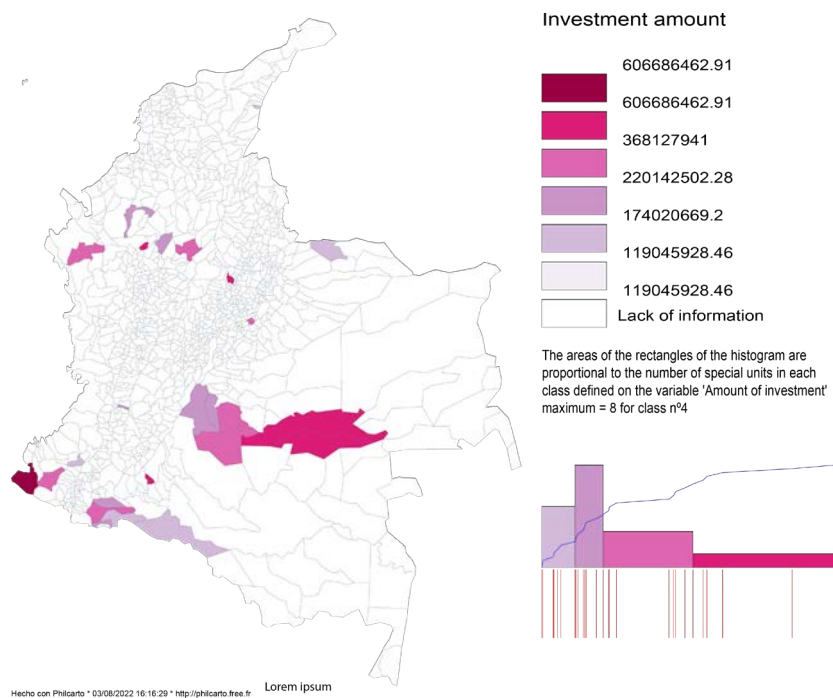 Investment amount
606686462.91
606686462.91
368127941
220142502.28
174020669.2
119045928.46
119045928.46
Lack of information
The areas of the rectangles of the histogram are
proportional to the number of special units in each
class defined on the variable 'Amount of investment'
maximum = 8 for class nº4
Hecho con Philcarto * 03/08/2022 16:16:29 * http://philcarto.free.fr
Lorem ipsum